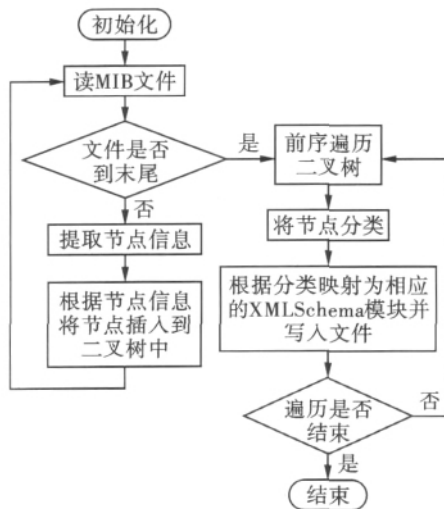 初始化
读MIB文件
文件是否
到末尾
是
否
提取节点信息
根据节点信息
将节点插入到
二叉树中
前序遍历
二叉树
将节点分类
根据分类映射为相应
的XMLSchema模块并
写入文件
遍历是否
结束
否
是
结束